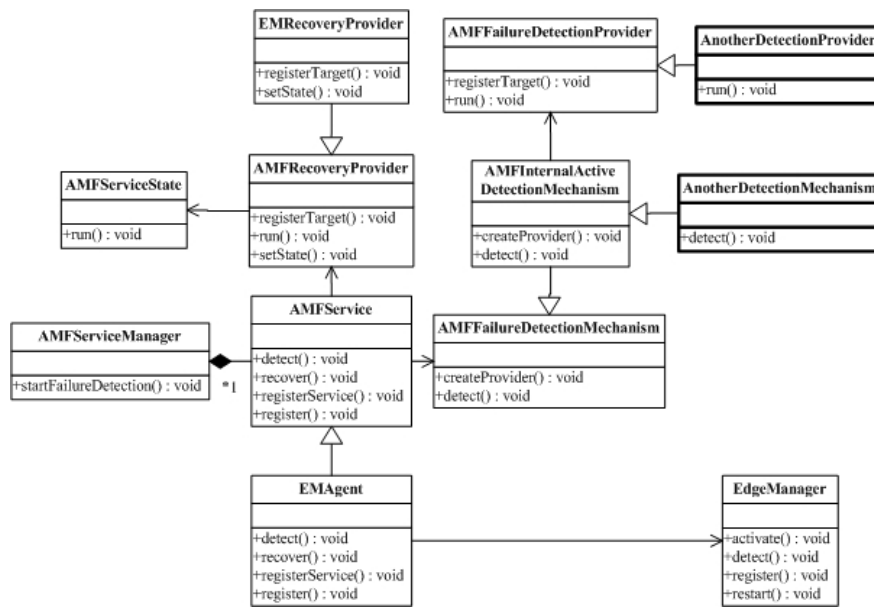 EMRecoveryProvider
+registerTarget() : void
+setState() : void
AMFFailureDetectionProvider
+registerTarget() : void
+run() : void
AnotherDetectionProvider
+run() : void
AMFServiceState
+run() : void
AMFRecoveryProvider
+registerTarget() : void
+run() : void
+setState() : void
AMFInternalActive
DetectionMechanism
+createProvider() : void
+detect() : void
AnotherDetectionMechanism
+detect() : void
AMFServiceManager
+startFailureDetection() : void
*1
AMFService
+detect() : void
+recover() : void
+registerService() : void
+register() : void
AMFFailureDetectionMechanism
+createProvider() : void
+detect() : void
EMAgent
+detect() : void
+recover() : void
+registerService() : void
+register() : void
EdgeManager
+activate() : void
+detect() : void
+register() : void
+restart() : void